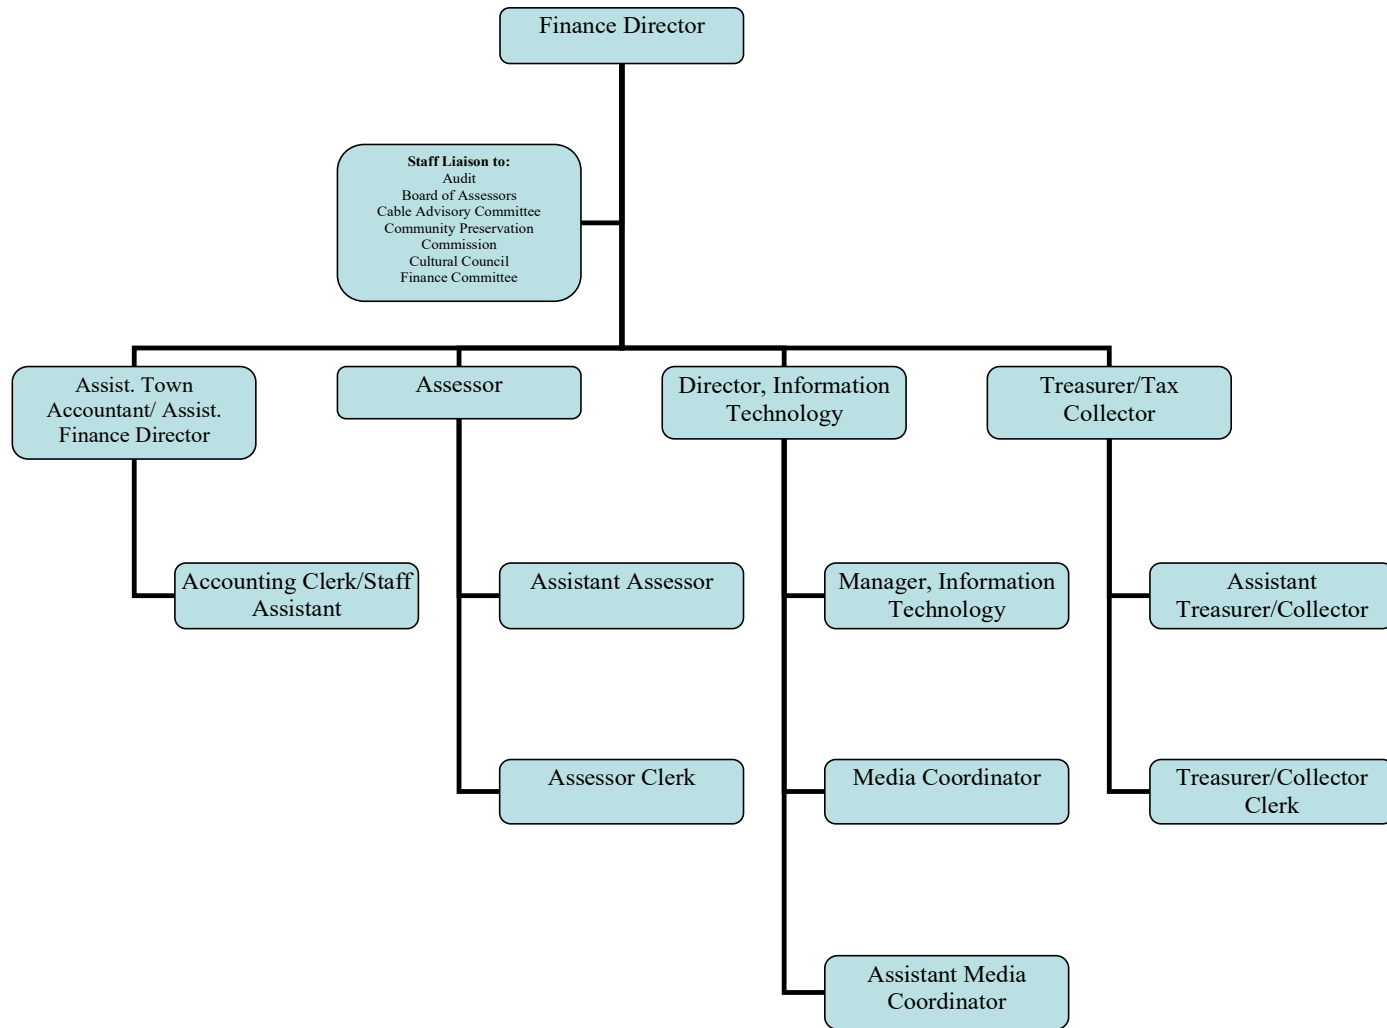 Finance Director
Staff Liaison to:
Audit
Board of Assessors
Cable Advisory Committee
Community Preservation
Commission
Cultural Council
Finance Committee
Assist. Town
Accountant/ Assist.
Finance Director
Assessor
Director, Information
Technology
Treasurer/Tax
Collector
Accounting Clerk/Staff
Assistant
Assistant Assessor
Manager, Information
Technology
Assistant
Treasurer/Collector
Assessor Clerk
Media Coordinator
Treasurer/Collector
Clerk
Assistant Media
Coordinator